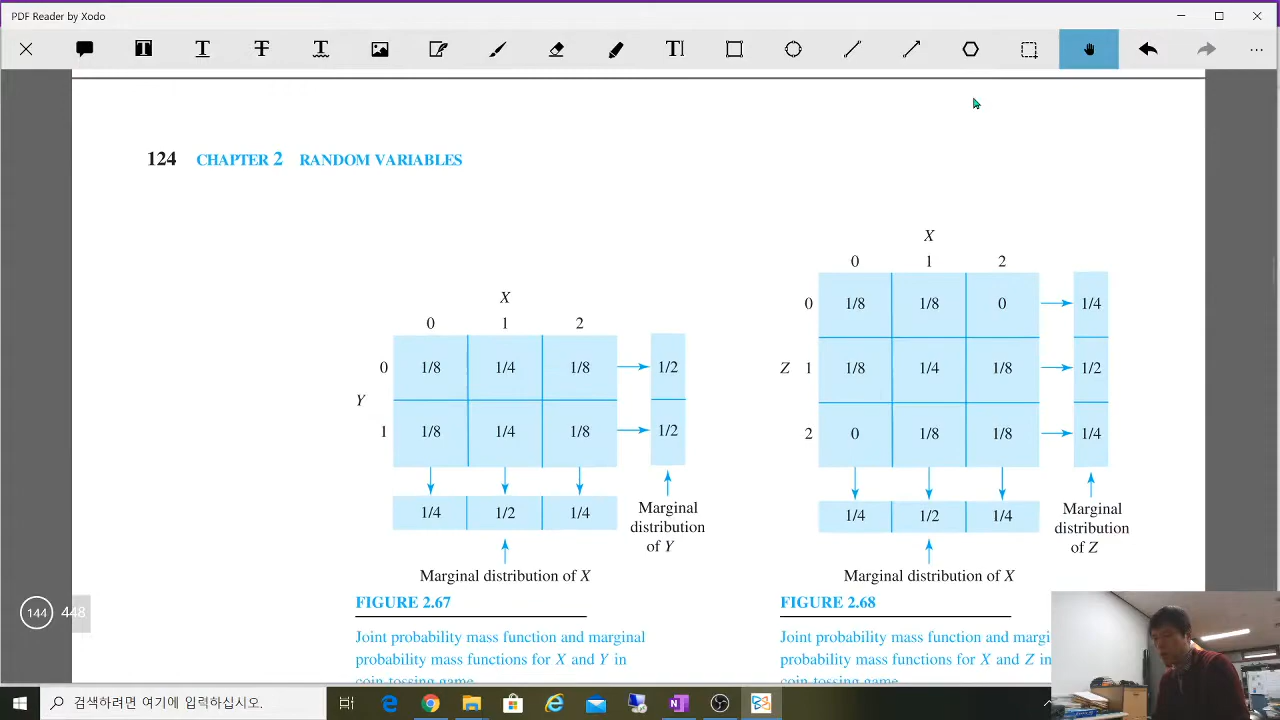 PDF Reader by Xodo
124 CHAPTER 2 RANDOM VARIABLES
X
0 1 2
0 1/8 1/4 1/8 1/2
Y
1 1/8 1/4 1/8 1/2
1/4 1/2 1/4
Marginal
distribution
of Y
Marginal distribution of X
FIGURE 2.67
Joint probability mass function and marginal
probability mass functions for X and Y in
coin-tossing game
X
0 1 2
0 1/8 1/8 0 1/4
Z 1 1/8 1/4 1/8 1/2
2 0 1/8 1/8 1/4
1/4 1/2 1/4
Marginal
distribution
of Z
Marginal distribution of X
FIGURE 2.68
Joint probability mass function and margi
probability mass functions for X and Z in
coin-tossing game
144 448
검색하려면 여기에 입력하십시오.